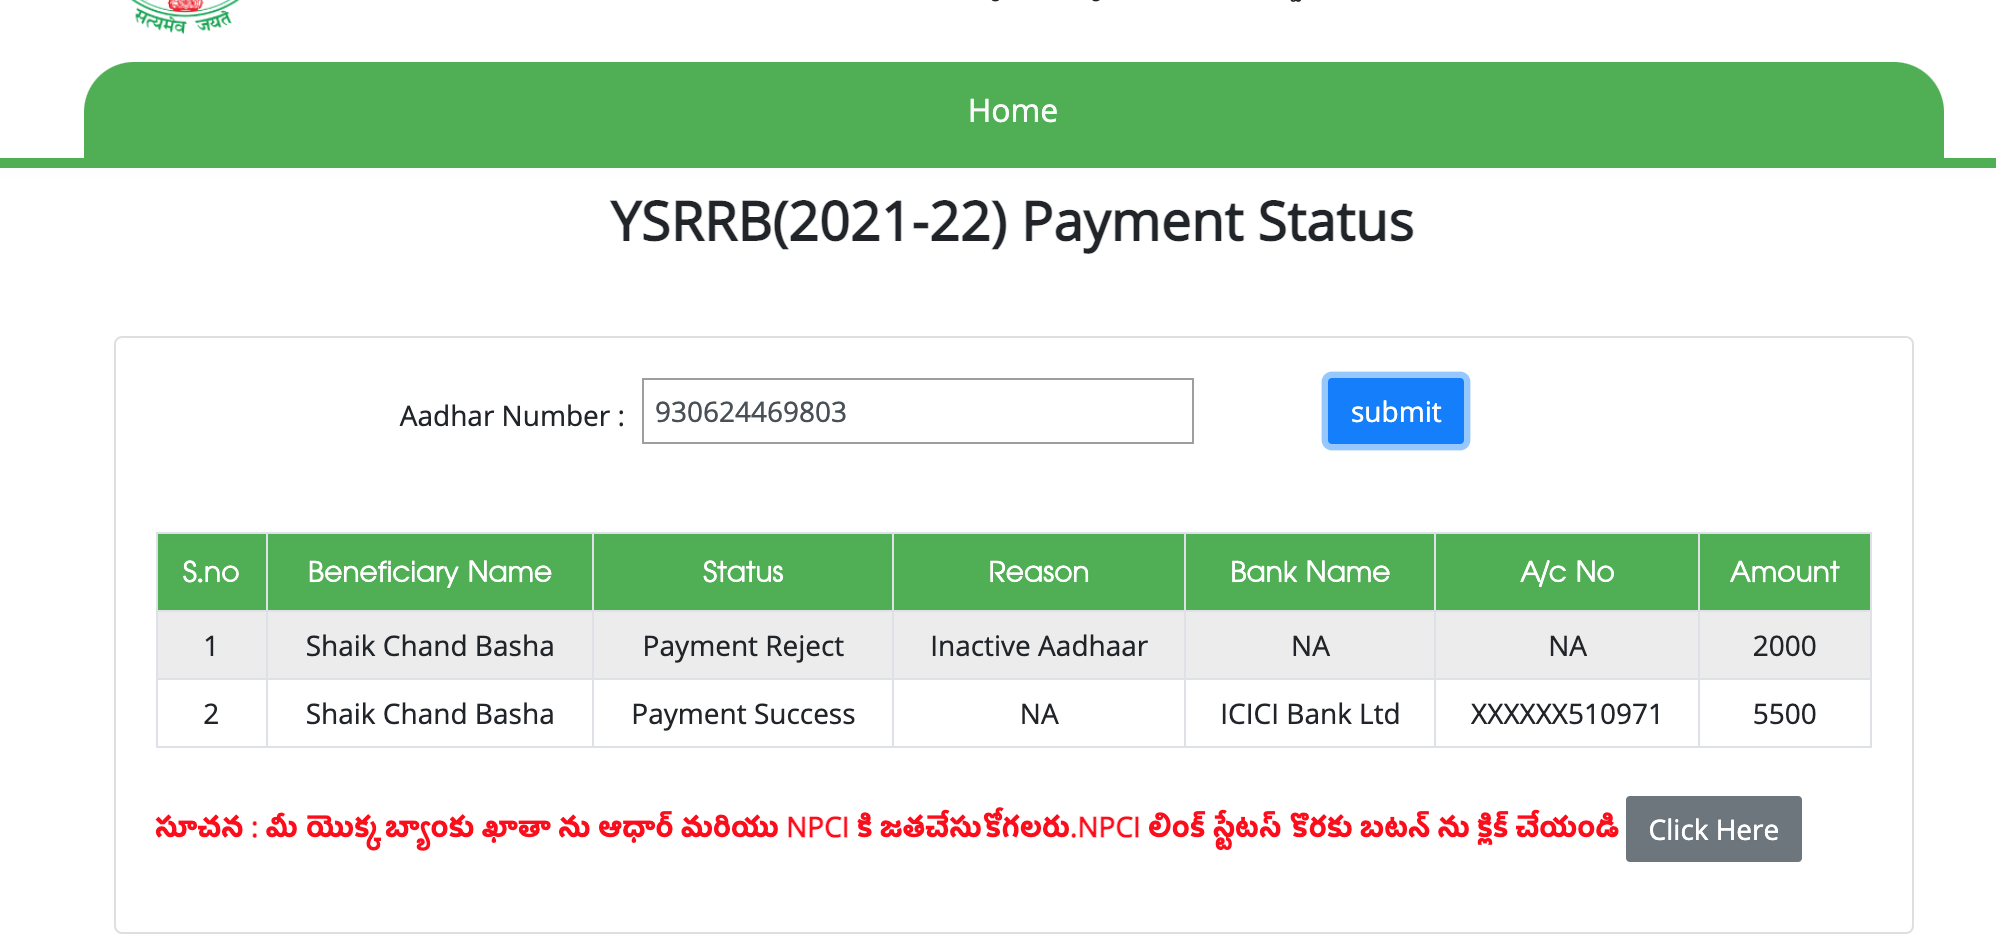 सत्यमेव जयते
Home
YSRRB(2021-22) Payment Status
Aadhar Number : 930624469803 submit
S.no Beneficiary Name Status Reason Bank Name A/c No Amount
1 Shaik Chand Basha Payment Reject Inactive Aadhaar NA NA 2000
2 Shaik Chand Basha Payment Success NA ICICI Bank Ltd XXXXXX510971 5500
సూచన : మీ యొక్క బ్యాంకు ఖాతా ను ఆధార్ మరియు NPCI కి జతచేసుకోగలరు.NPCI లింక్ స్టేటస్ కొరకు బటన్ ను క్లిక్ చేయండి Click Here